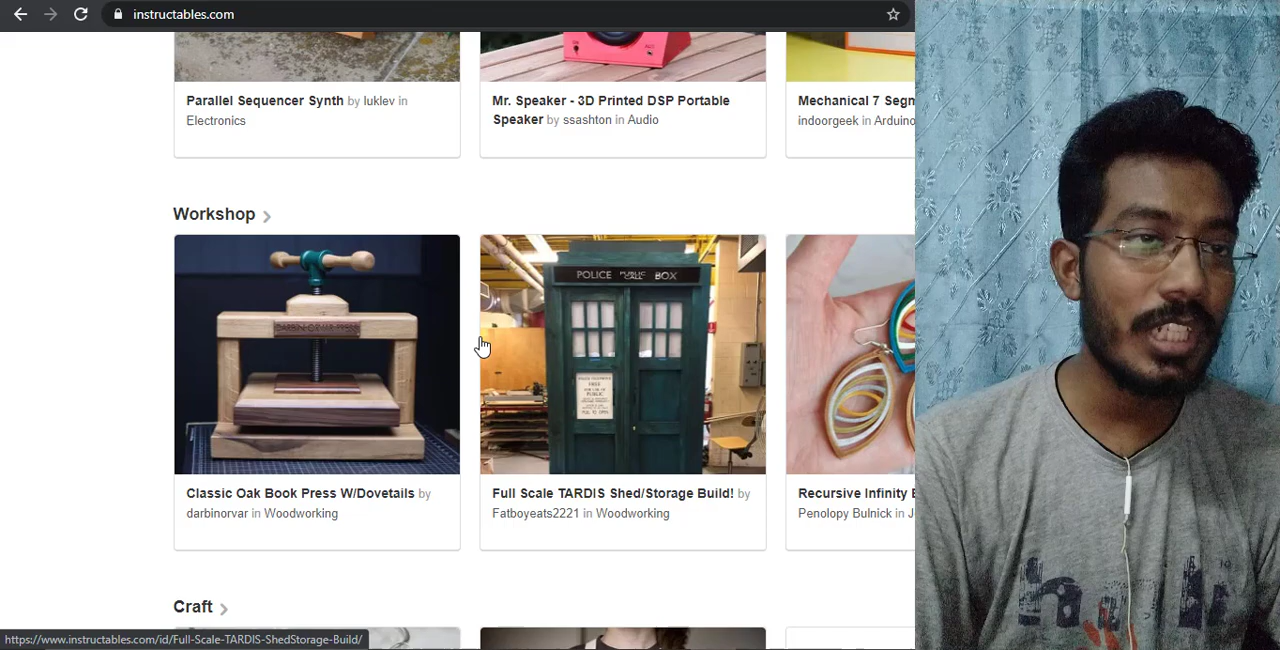 instructables.com
Parallel Sequencer Synth by luklev in
Electronics
Mr. Speaker - 3D Printed DSP Portable
Speaker by ssashton in Audio
Mechanical 7 Segm
indoorgeek in Arduino
Workshop
POLICE PUBLIC CALL BOX
Classic Oak Book Press W/Dovetails by
darbinorvar in Woodworking
Full Scale TARDIS Shed/Storage Build! by
Fatboyeats2221 in Woodworking
Recursive Infinity E
Penolopy Bulnick in J
Craft
https://www.instructables.com/id/Full-Scale-TARDIS-ShedStorage-Build/